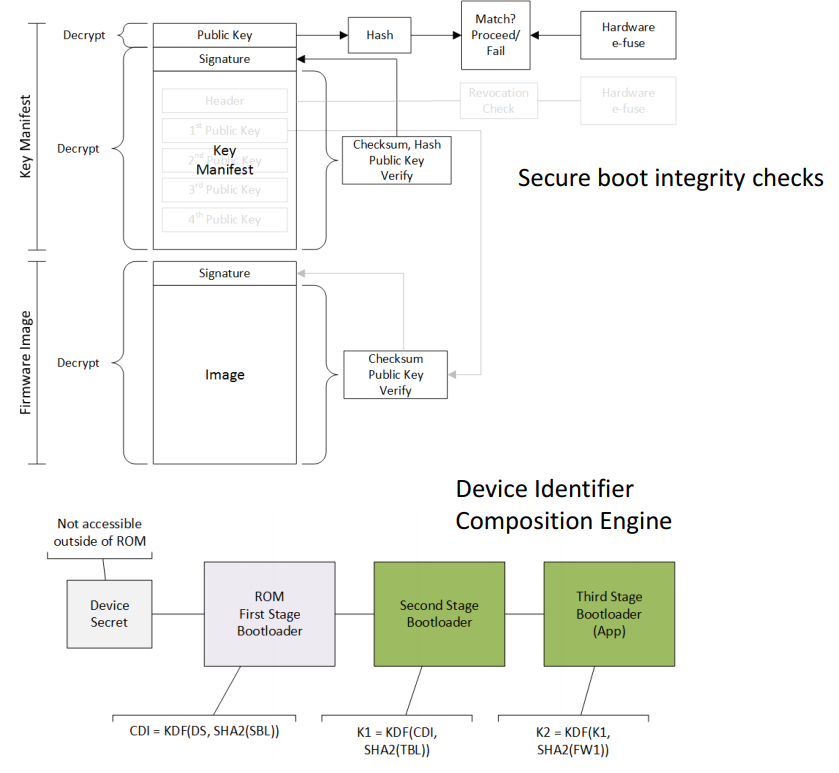 Decrypt
Public Key
Hash
Match?
Proceed/
Fail
Hardware
e-fuse
Signature
Key Manifest
Decrypt
Header
Revocation
Check
Hardware
e-fuse
1st Public Key
2nd Public Key
3rd Public Key
4th Public Key
Key
Manifest
Checksum, Hash
Public Key
Verify
Secure boot integrity checks
Firmware Image
Decrypt
Signature
Image
Checksum
Public Key
Verify
Device Identifier
Composition Engine
Not accessible
outside of ROM
Device
Secret
ROM
First Stage
Bootloader
Second Stage
Bootloader
Third Stage
Bootloader
(App)
CDI = KDF(DS, SHA2(SBL))
K1 = KDF(CDI,
SHA2(TBL))
K2 = KDF(K1,
SHA2(FW1))